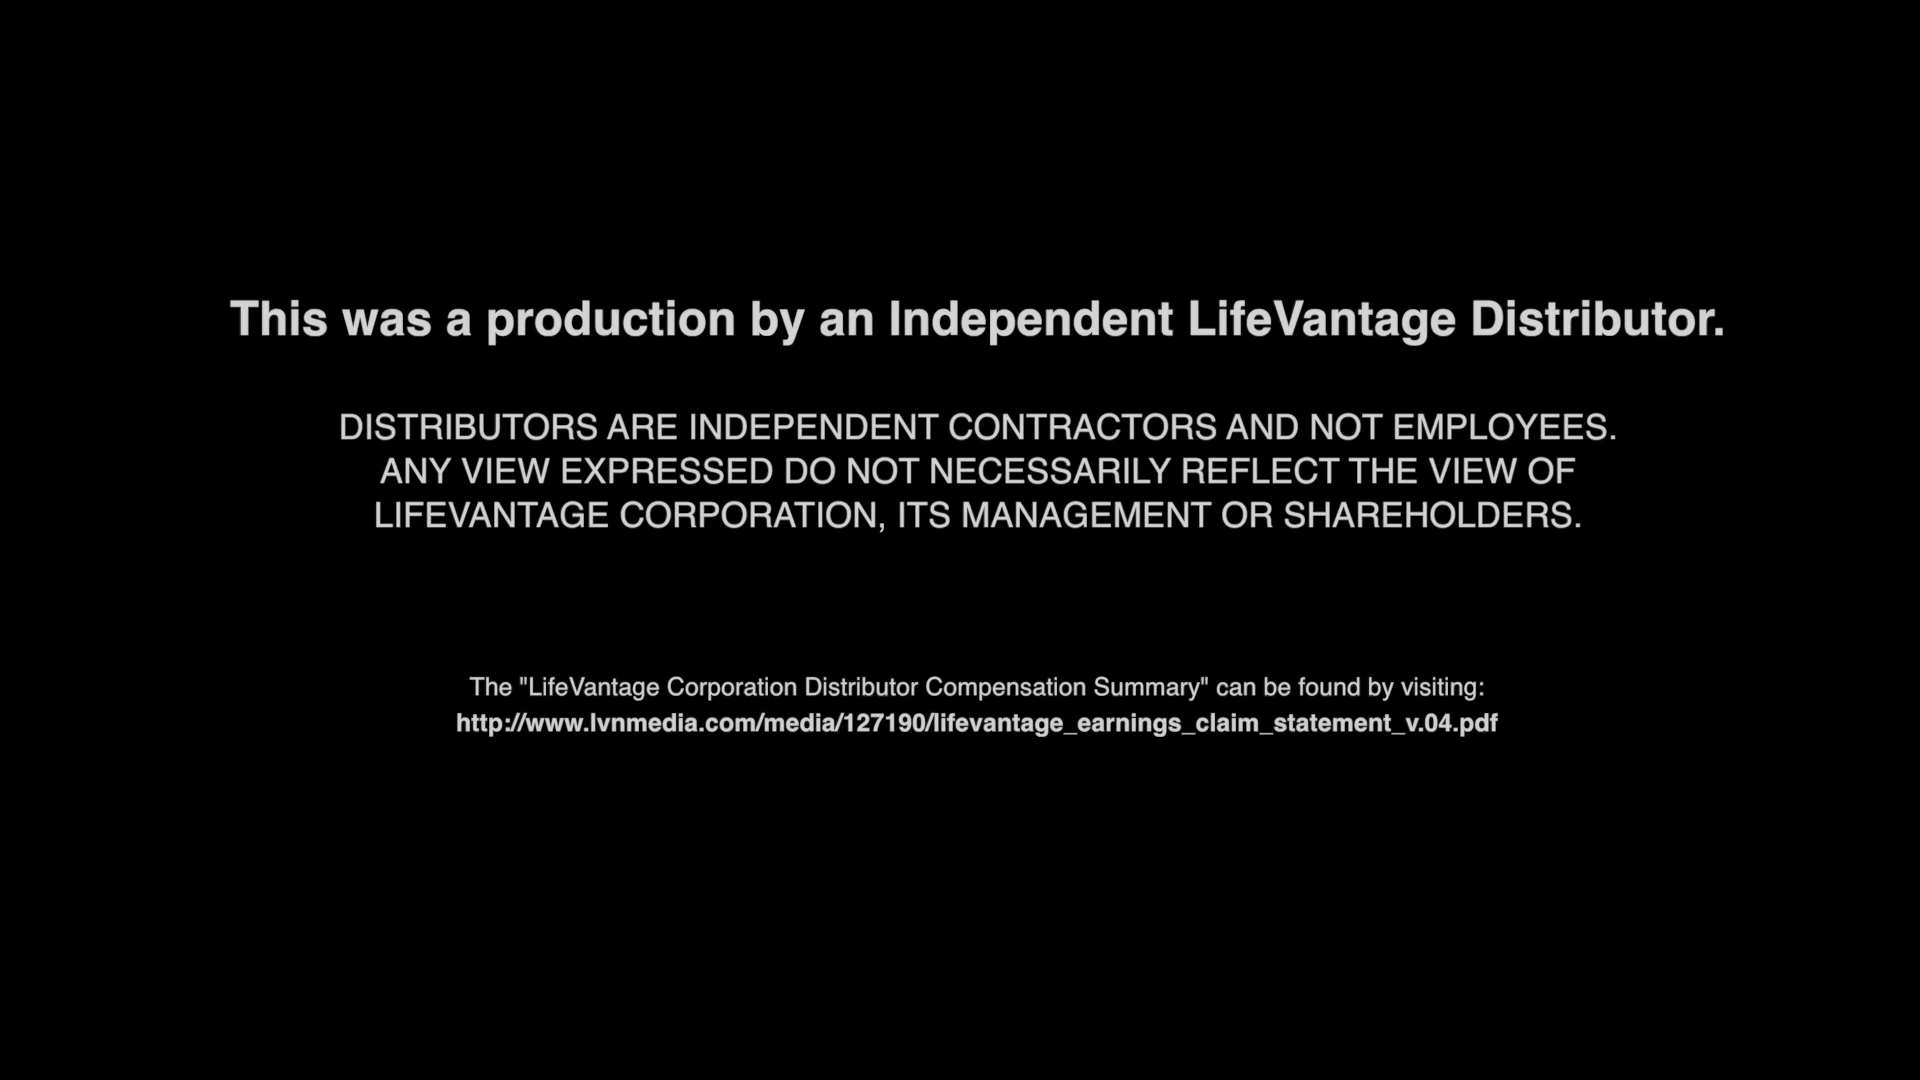 This was a production by an Independent LifeVantage Distributor.
DISTRIBUTORS ARE INDEPENDENT CONTRACTORS AND NOT EMPLOYEES.
ANY VIEW EXPRESSED DO NOT NECESSARILY REFLECT THE VIEW OF
LIFEVANTAGE CORPORATION, ITS MANAGEMENT OR SHAREHOLDERS.
The "LifeVantage Corporation Distributor Compensation Summary" can be found by visiting:
http://www.lvnmedia.com/media/127190/lifevantage_earnings_claim_statement_v.04.pdf